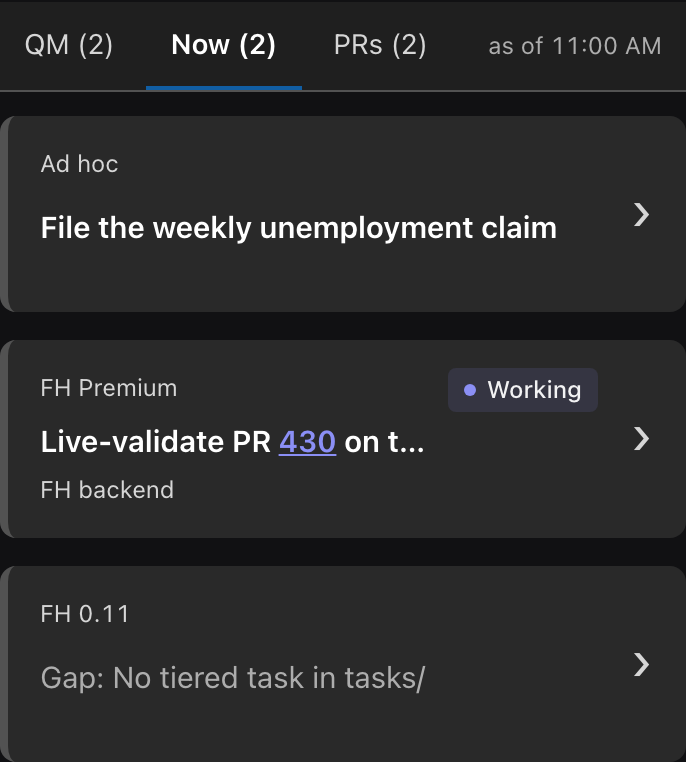 QM (2) Now (2) PRs (2) as of 11:00 AM
Ad hoc
File the weekly unemployment claim
FH Premium
Working
Live-validate PR 430 on t...
FH backend
FH 0.11
Gap: No tiered task in tasks/